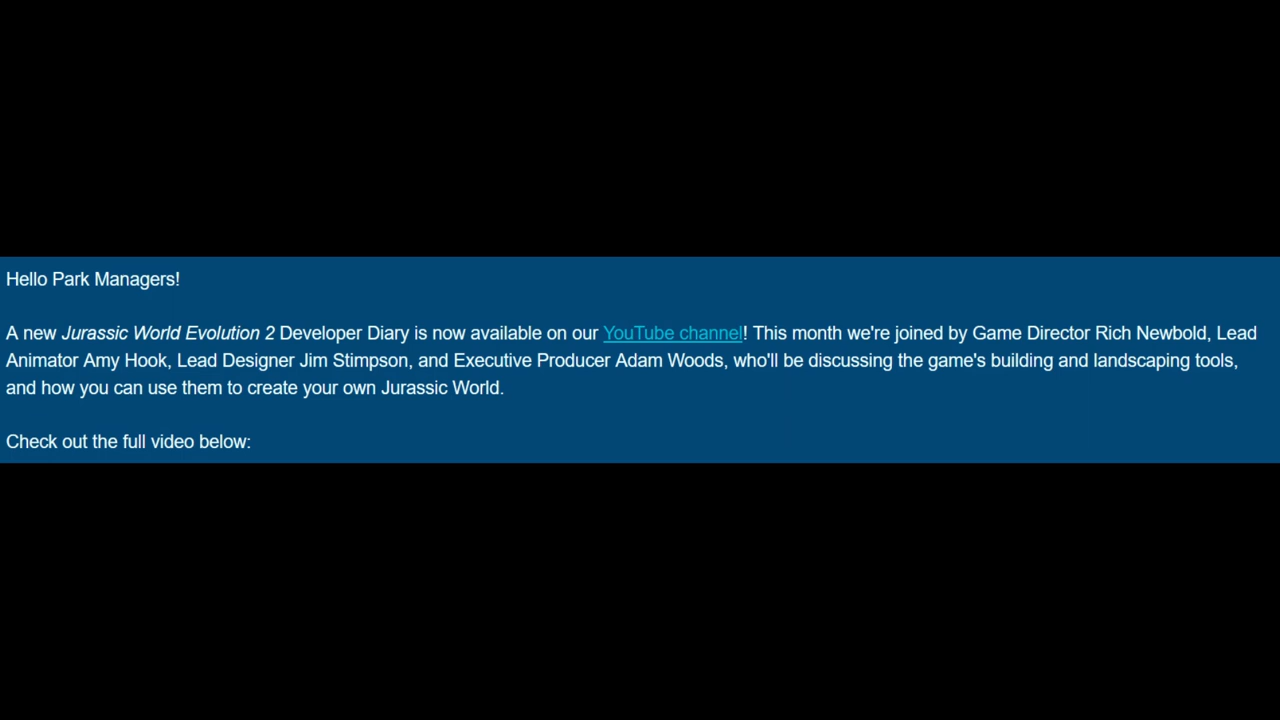 Hello Park Managers!
A new Jurassic World Evolution 2 Developer Diary is now available on our YouTube channel! This month we're joined by Game Director Rich Newbold, Lead
Animator Amy Hook, Lead Designer Jim Stimpson, and Executive Producer Adam Woods, who'll be discussing the game's building and landscaping tools,
and how you can use them to create your own Jurassic World.
Check out the full video below: